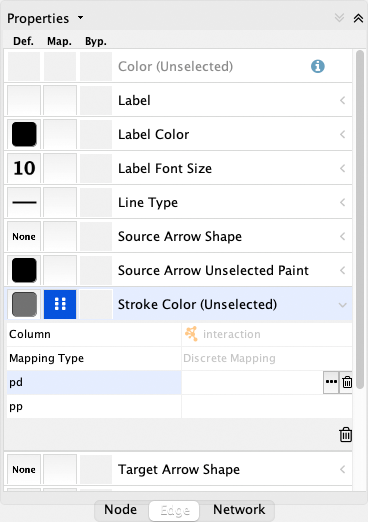 Properties
Def. Map. Byp.
Color (Unselected)
Label
Label Color
10 Label Font Size
Line Type
None Source Arrow Shape
Source Arrow Unselected Paint
Stroke Color (Unselected)
Column interaction
Mapping Type Discrete Mapping
pd
pp
None Target Arrow Shape
Node Edge Network